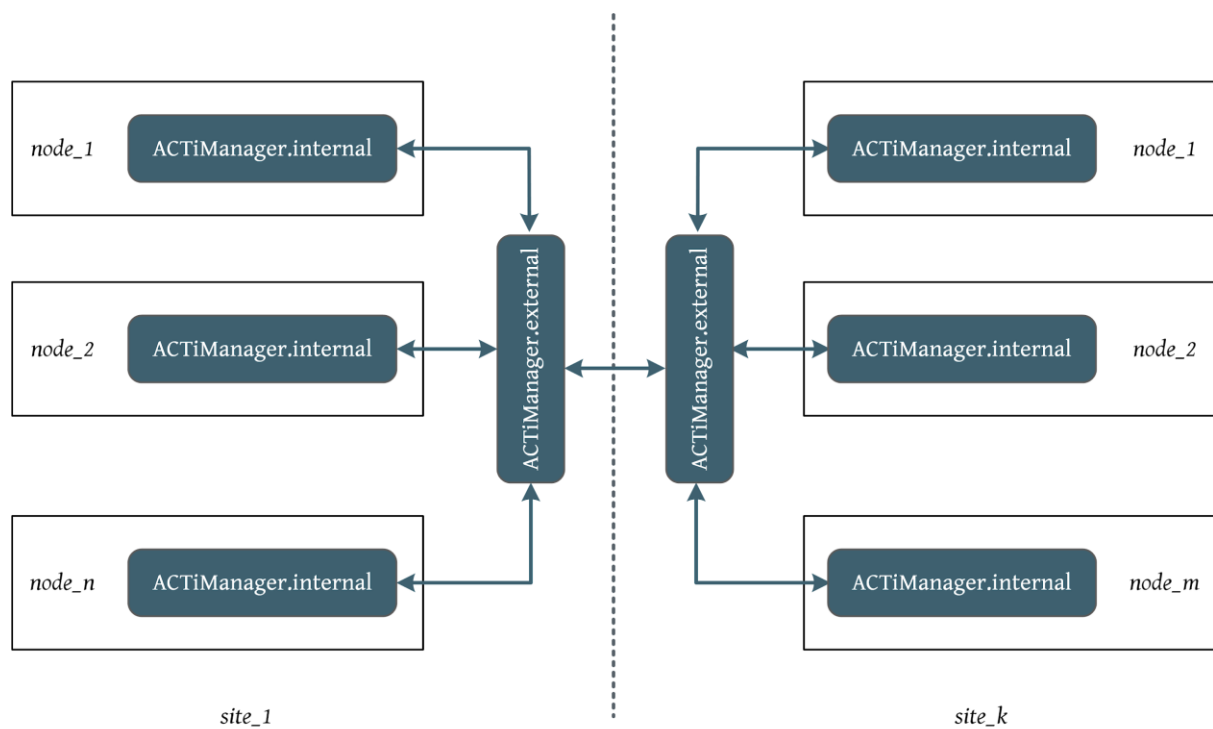 node_1
ACTiManager.internal
ACTiManager.internal
node_1
ACTiManager.external
ACTiManager.external
node_2
ACTiManager.internal
ACTiManager.internal
node_2
node_n
ACTiManager.internal
ACTiManager.internal
node_m
site_1
site_k